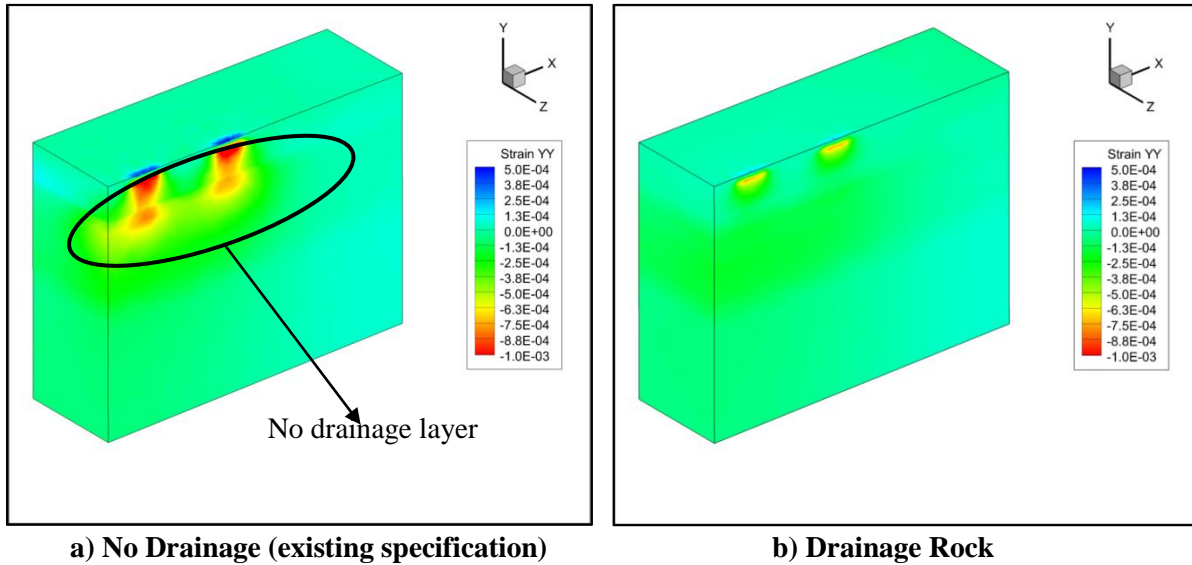 Y
X
Z
Strain YY
5.0E-04
3.8E-04
2.5E-04
1.3E-04
0.0E+00
-1.3E-04
-2.5E-04
-3.8E-04
-5.0E-04
-6.3E-04
-7.5E-04
-8.8E-04
-1.0E-03
No drainage layer
a) No Drainage (existing specification)
Y
X
Z
Strain YY
5.0E-04
3.8E-04
2.5E-04
1.3E-04
0.0E+00
-1.3E-04
-2.5E-04
-3.8E-04
-5.0E-04
-6.3E-04
-7.5E-04
-8.8E-04
-1.0E-03
b) Drainage Rock